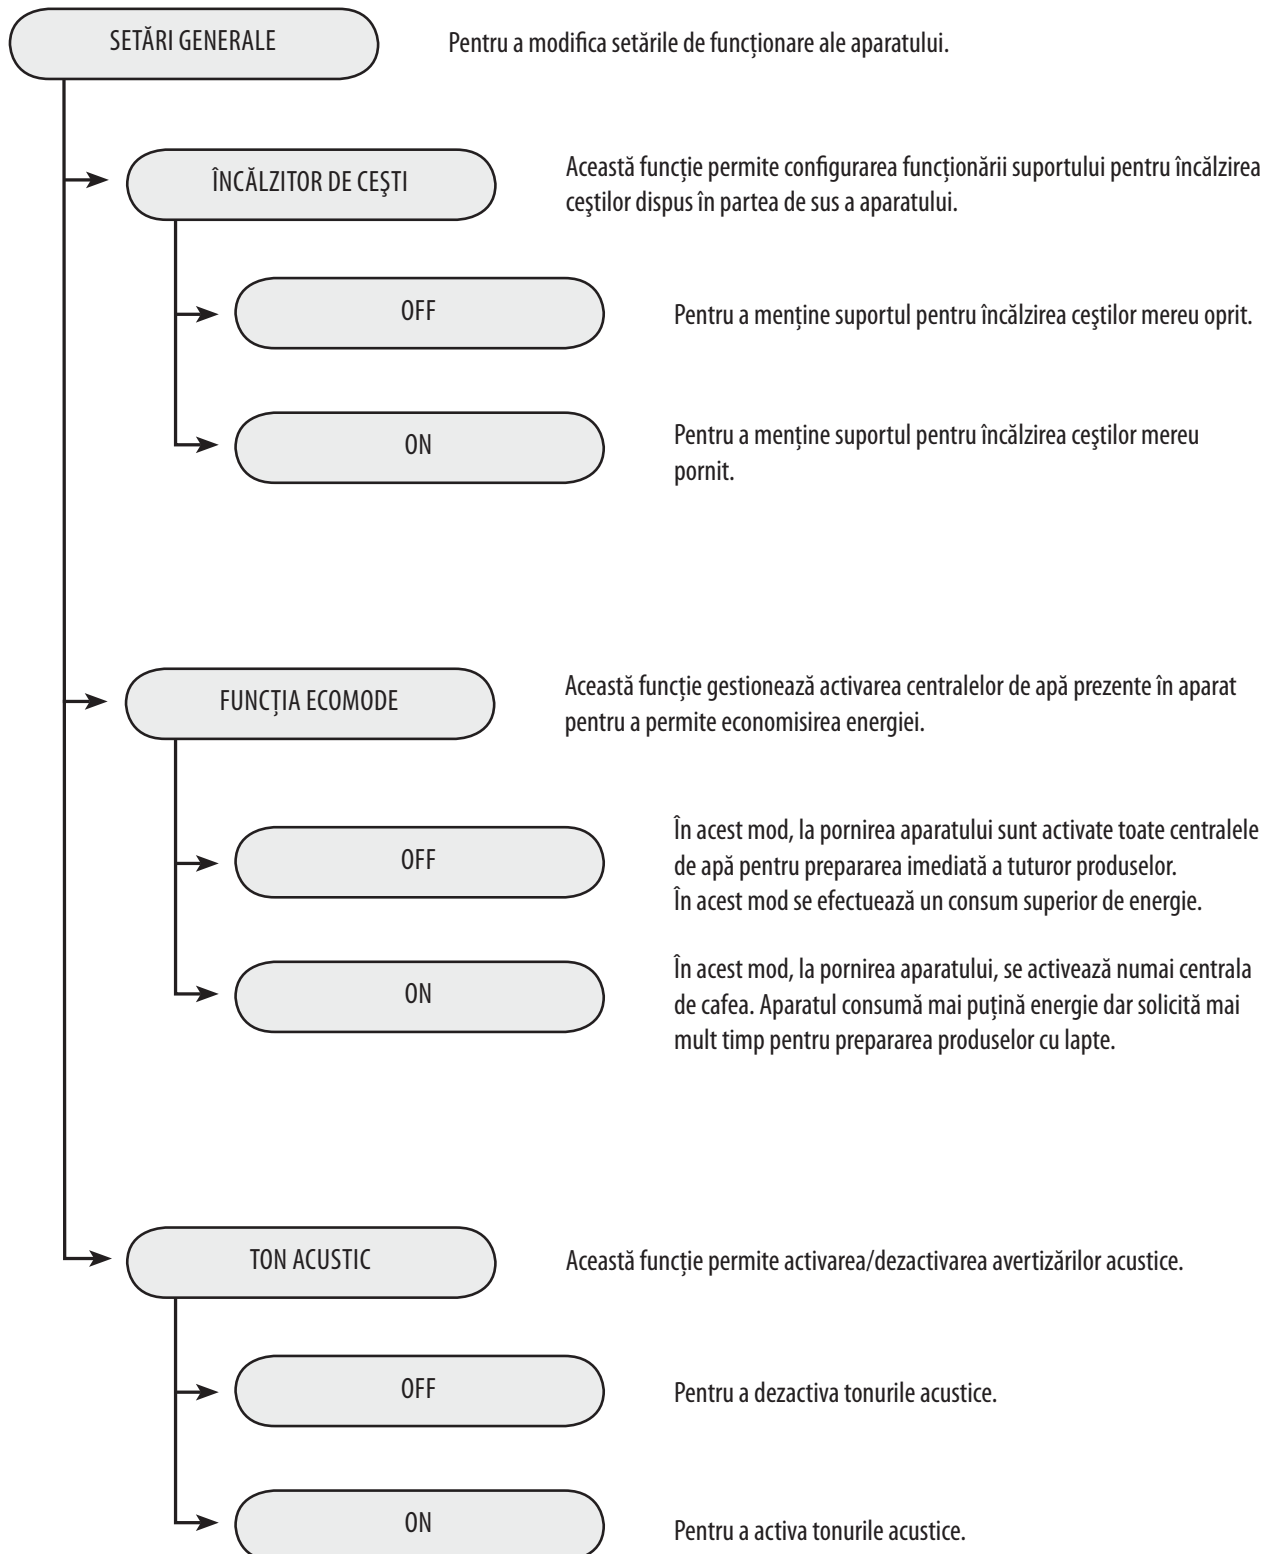 SETĂRI GENERALE
Pentru a modifica setările de funcționare ale aparatului.
ÎNCĂLZITOR DE CEŞTI
Această funcție permite configurarea funcționării suportului pentru încălzirea
ceştilor dispus în partea de sus a aparatului.
OFF
Pentru a menține suportul pentru încălzirea ceştilor mereu oprit.
ON
Pentru a menține suportul pentru încălzirea ceştilor mereu
pornit.
FUNCȚIA ECOMODE
Această funcție gestionează activarea centralelor de apă prezente în aparat
pentru a permite economisirea energiei.
OFF
În acest mod, la pornirea aparatului sunt activate toate centralele
de apă pentru prepararea imediată a tuturor produselor.
În acest mod se efectuează un consum superior de energie.
ON
În acest mod, la pornirea aparatului, se activează numai centrala
de cafea. Aparatul consumă mai puțină energie dar solicită mai
mult timp pentru prepararea produselor cu lapte.
TON ACUSTIC
Această funcție permite activarea/dezactivarea avertizărilor acustice.
OFF
Pentru a dezactiva tonurile acustice.
ON
Pentru a activa tonurile acustice.